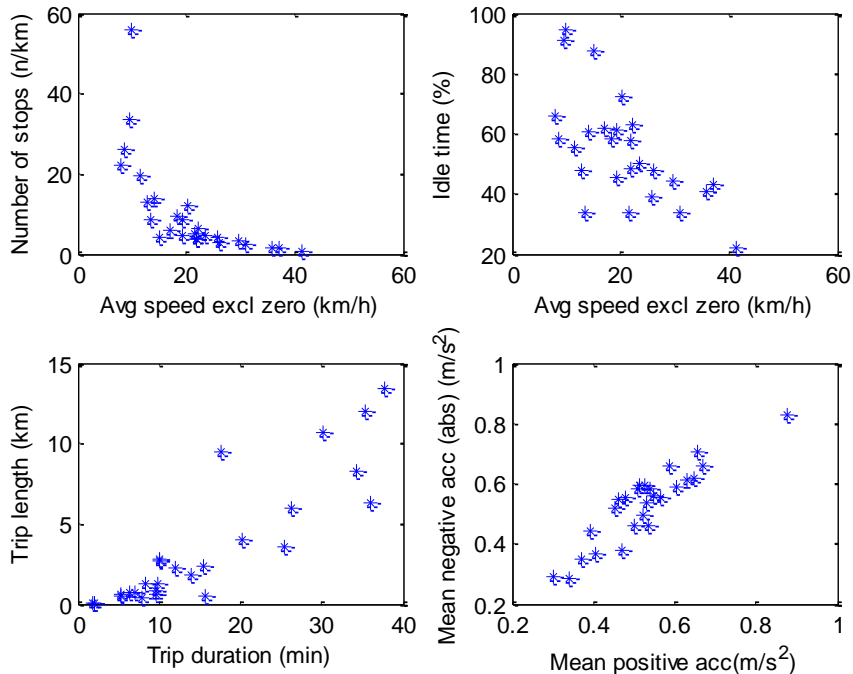 60
40
20
0
0 20 40 60
Number of stops (n/km)
Avg speed excl zero (km/h)
100
80
60
40
20
0 20 40 60
Idle time (%)
Avg speed excl zero (km/h)
15
10
5
0
0 10 20 30 40
Trip length (km)
Trip duration (min)
1
0.8
0.6
0.4
0.2
0.2 0.4 0.6 0.8 1
Mean negative acc (abs) (m/s²)
Mean positive acc(m/s²)